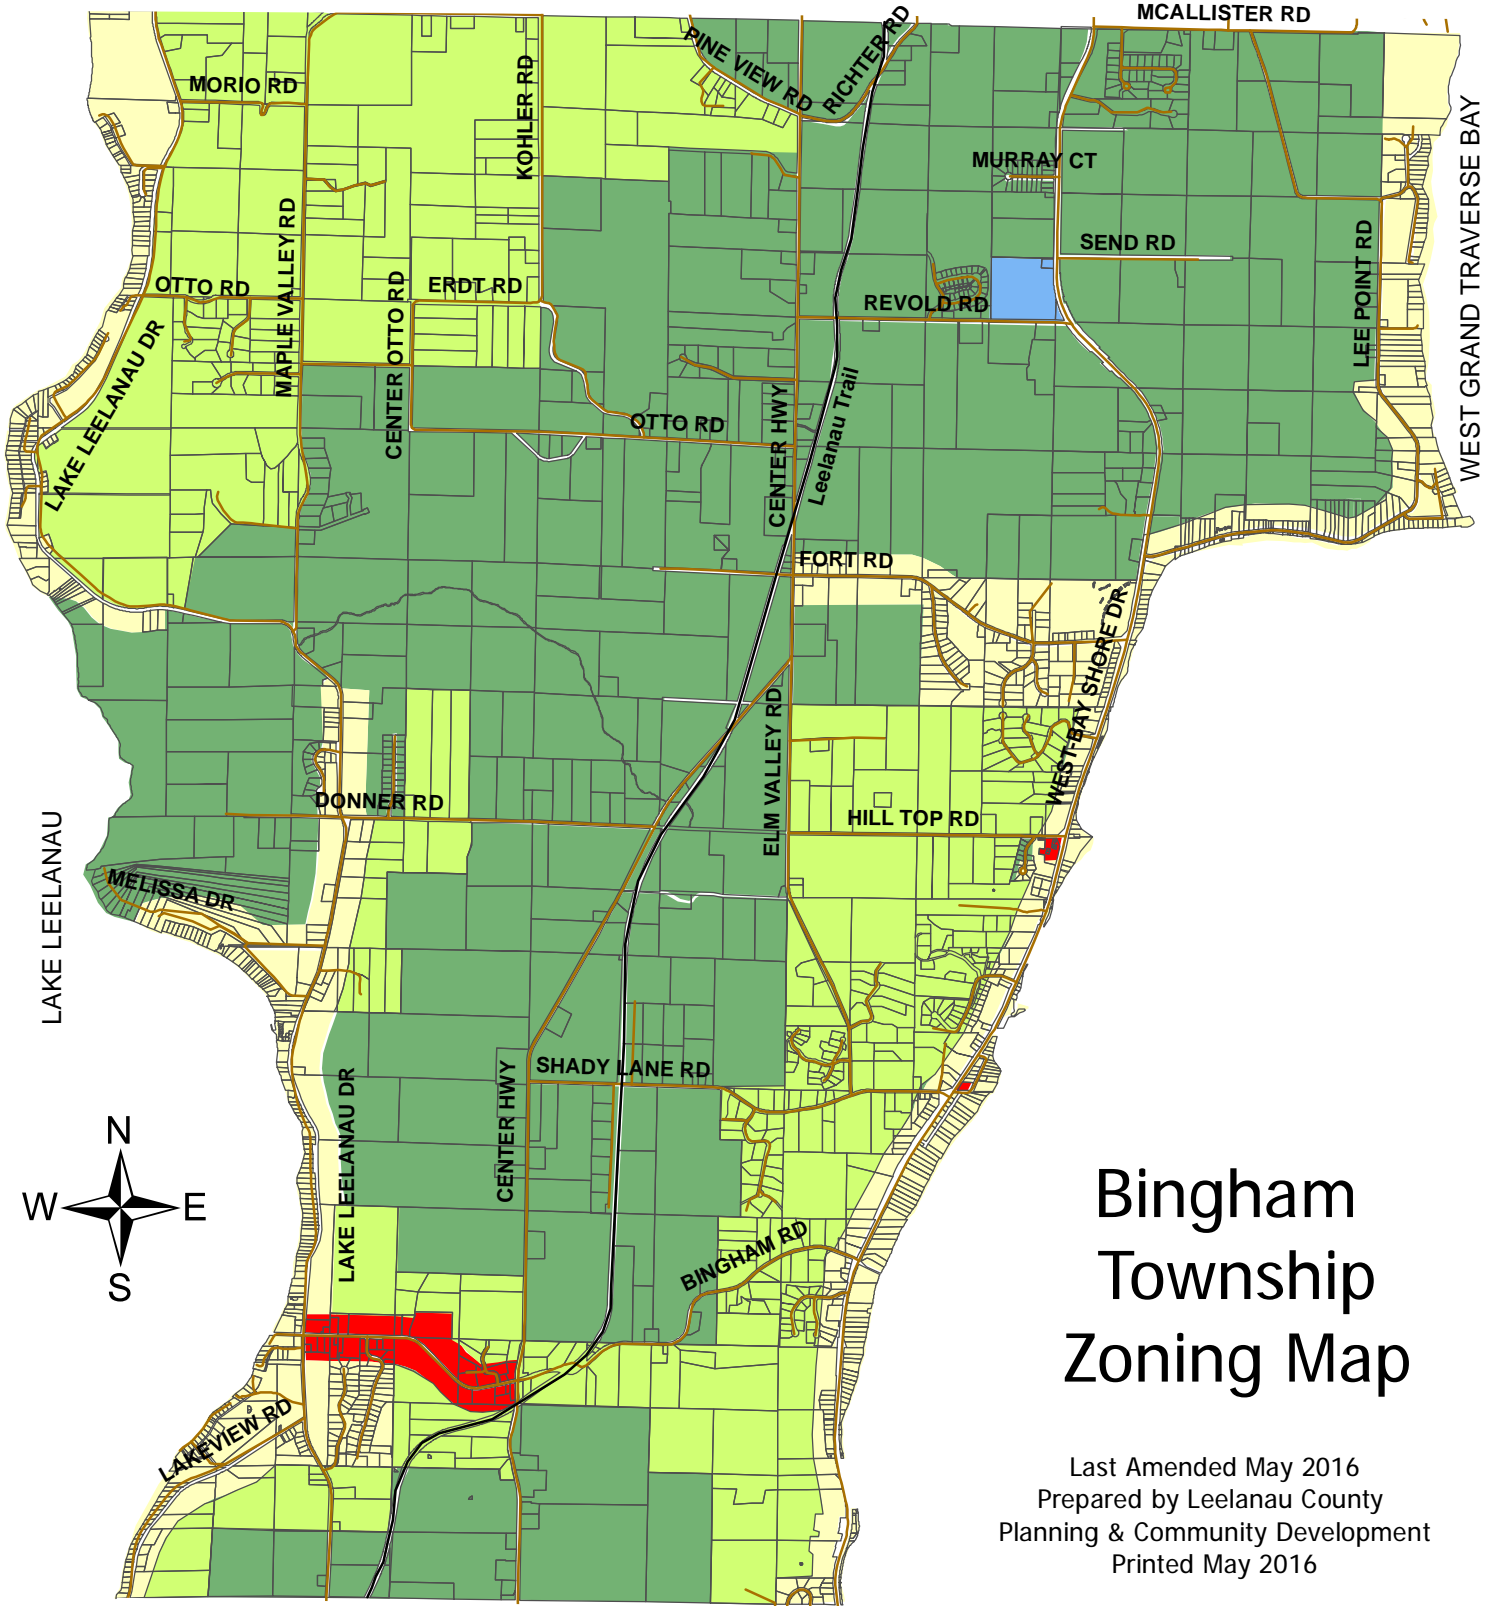 MCALLISTER RD
PINE VIEW RD
RICHTER RD
MORIO RD
KOHLER RD
MURRAY CT
WEST GRAND TRAVERSE BAY
MAPLE VALLEY RD
SEND RD
LEE POINT RD
OTTO RD
ERDT RD
CENTER OTTO RD
REVOLD RD
LAKE LEELANAU DR
OTTO RD
CENTER HWY
Leelanau Trail
FORT RD
WEST-BAY SHORE DR
ELM VALLEY RD
DONNER RD
HILL TOP RD
LAKE LEELANAU
MELISSA DR
SHADY LANE RD
CENTER HWY
LAKE LEELANAU DR
N
W
E
S
BINGHAM RD
LAKEVIEW RD
Bingham
Township
Zoning Map
Last Amended May 2016
Prepared by Leelanau County
Planning & Community Development
Printed May 2016